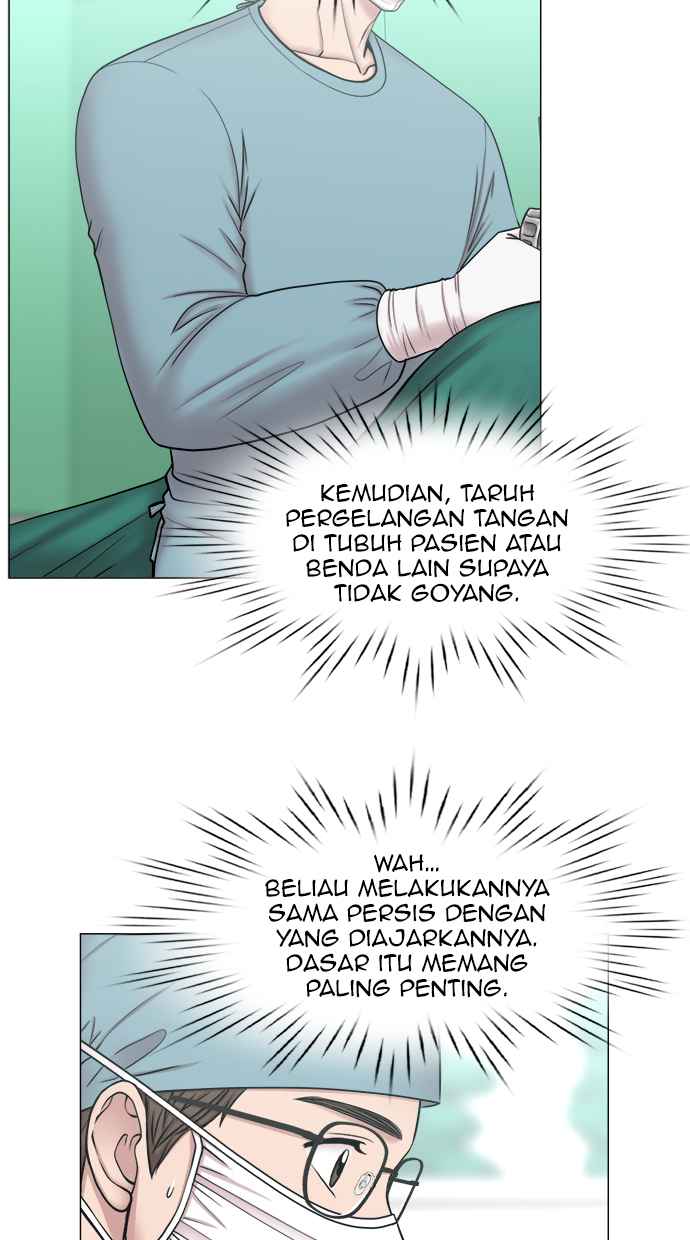 KEMUDIAN, TARUH
PERGELANGAN TANGAN
DI TUBUH PASIEN ATAU
BENDA LAIN SUPAYA
TIDAK GOYANG.
WAH...
BELIAU MELAKUKANNYA
SAMA PERSIS DENGAN
YANG DIAJARKANNYA.
DASAR ITU MEMANG
PALING PENTING.